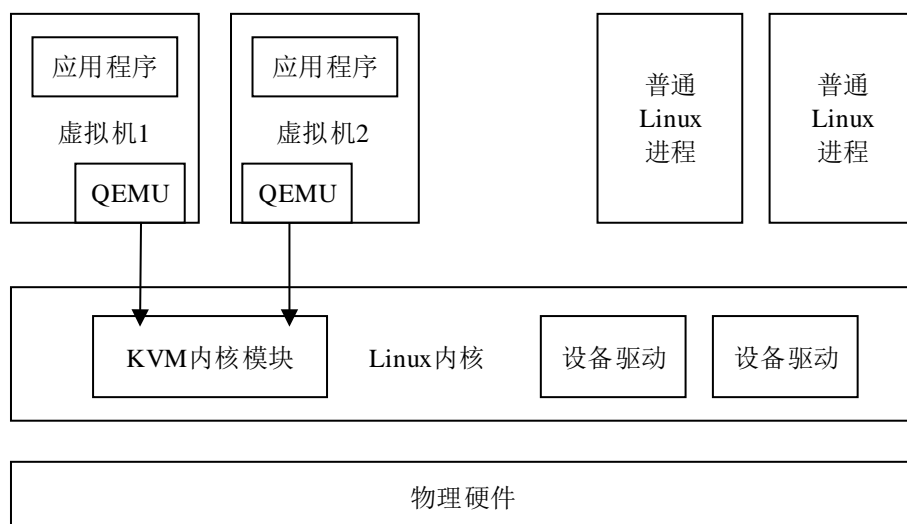 应用程序
虚拟机1
QEMU
应用程序
虚拟机2
QEMU
普通
Linux
进程
普通
Linux
进程
KVM内核模块
Linux内核
设备驱动
设备驱动
物理硬件